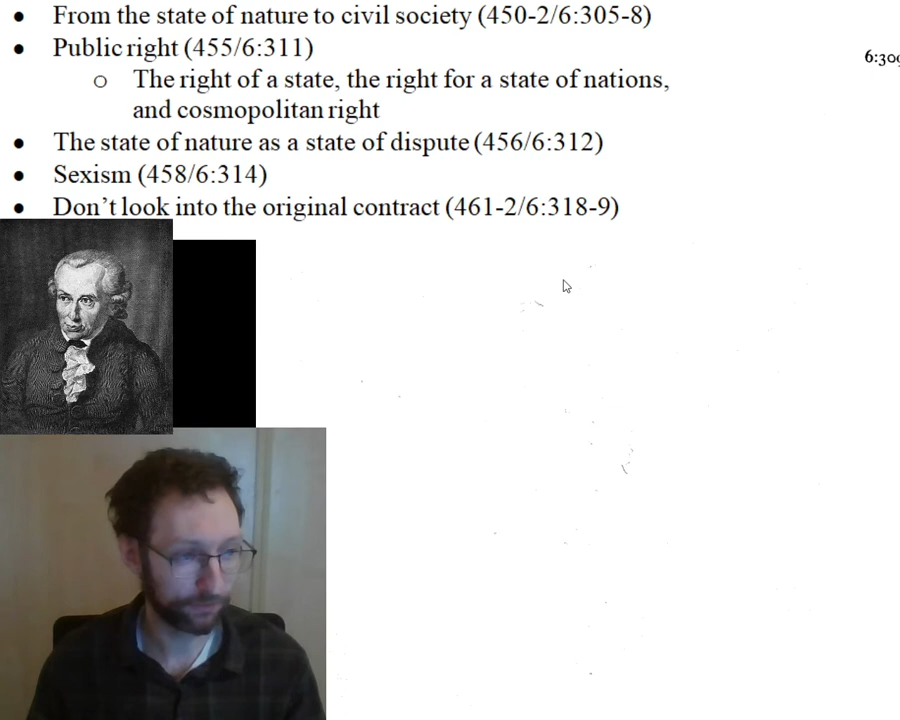 • From the state of nature to civil society (450-2/6:305-8)
• Public right (455/6:311)
6:309
o The right of a state, the right for a state of nations,
and cosmopolitan right
• The state of nature as a state of dispute (456/6:312)
• Sexism (458/6:314)
• Don't look into the original contract (461-2/6:318-9)